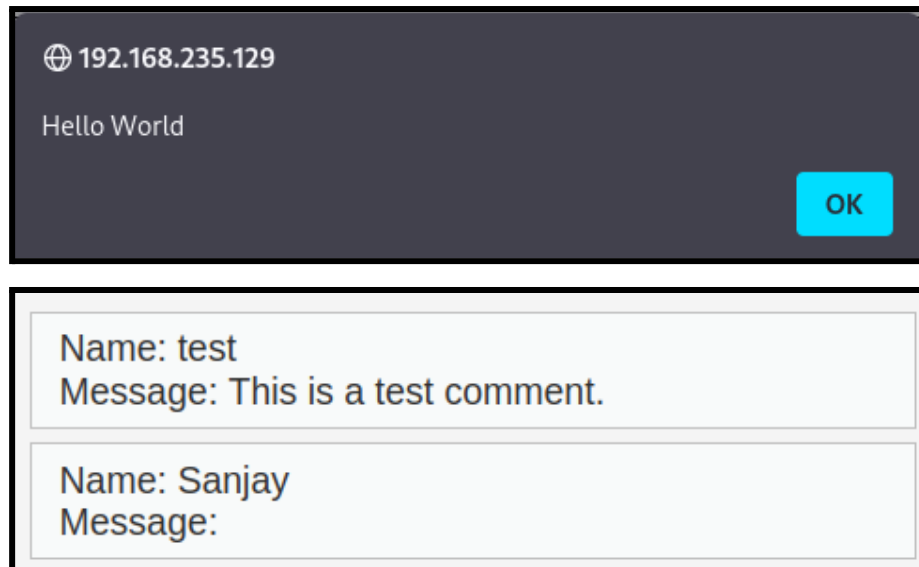 192.168.235.129
Hello World
OK
Name: test
Message: This is a test comment.
Name: Sanjay
Message: